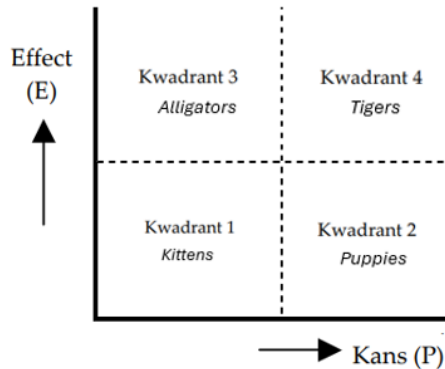 Effect
(E)
Kwadrant 3
Alligators
Kwadrant 4
Tigers
Kwadrant 1
Kittens
Kwadrant 2
Puppies
Kans (P)